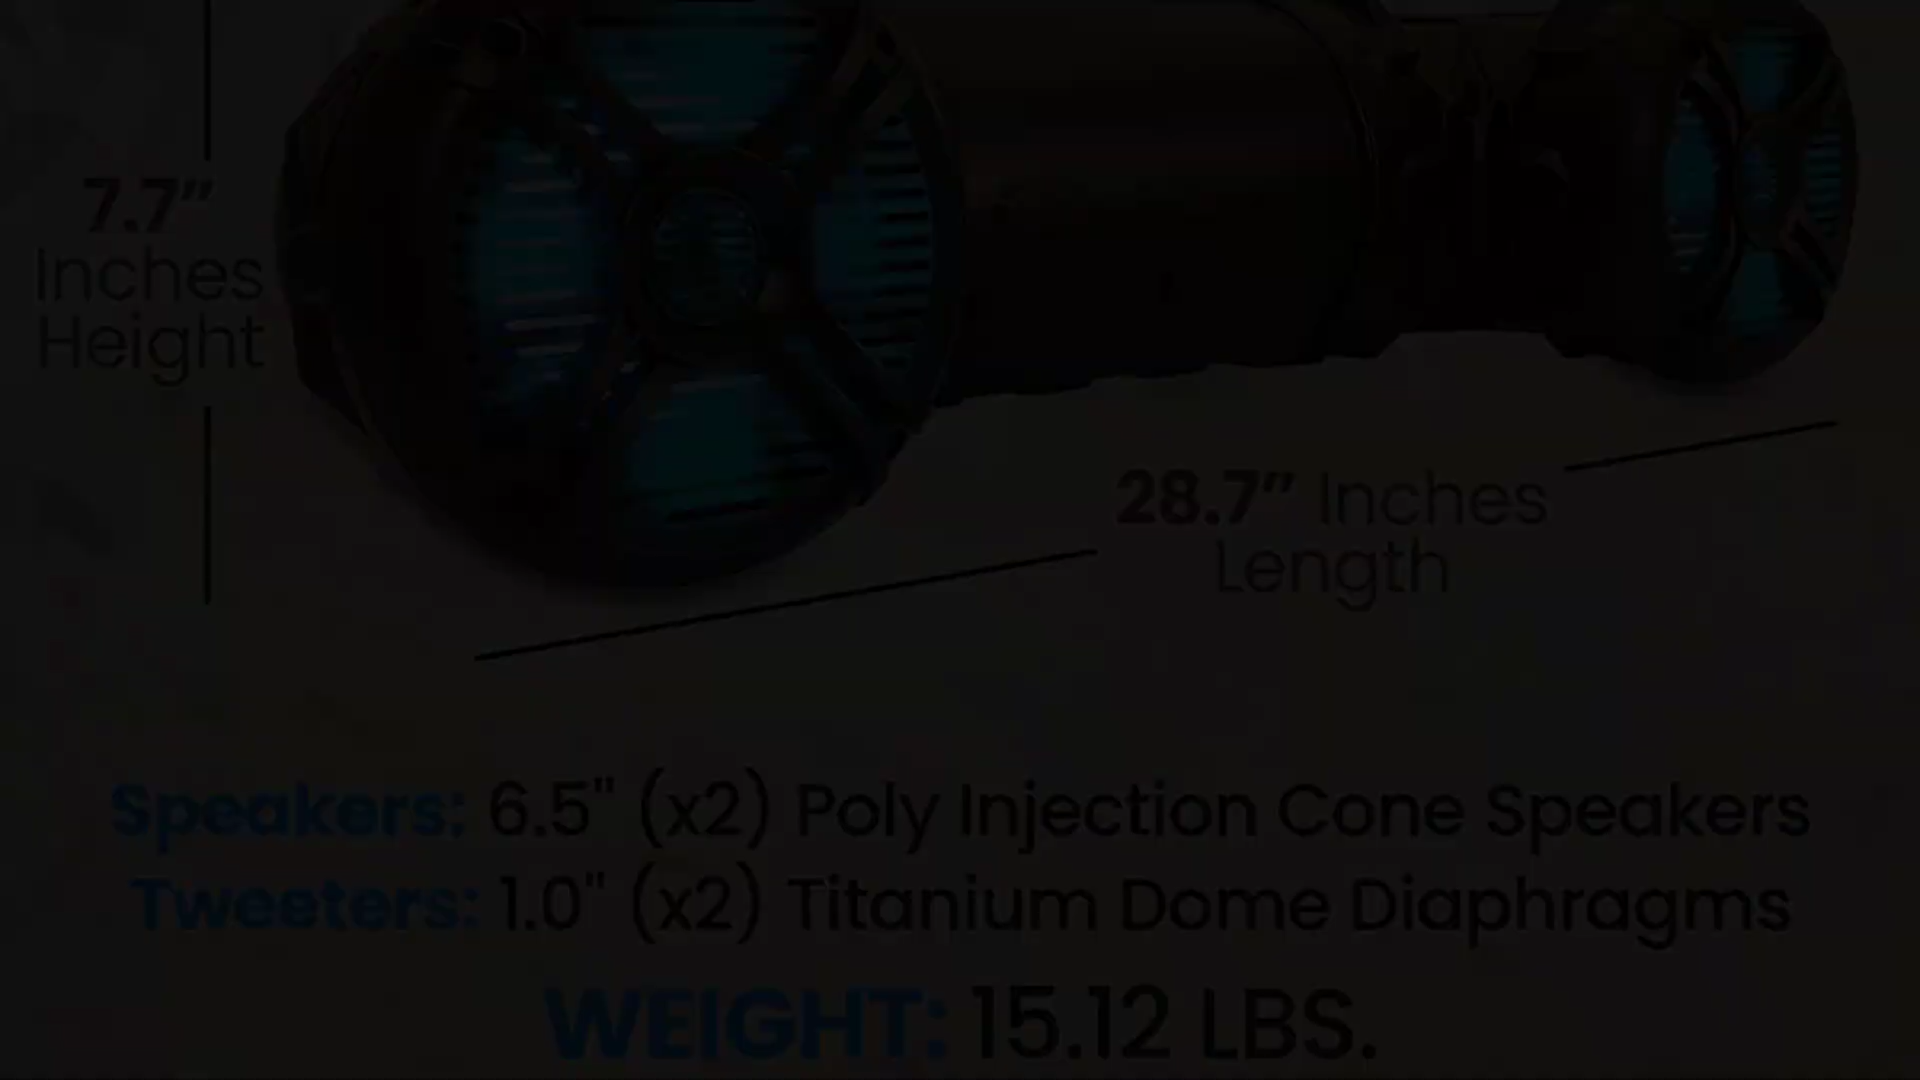 7.7"
Inches
Height
28.7" Inches
Length
Speakers: 6.5" (x2) Poly Injection Cone Speakers
Tweeters: 1.0" (x2) Titanium Dome Diaphragms
WEIGHT: 15.12 LBS.